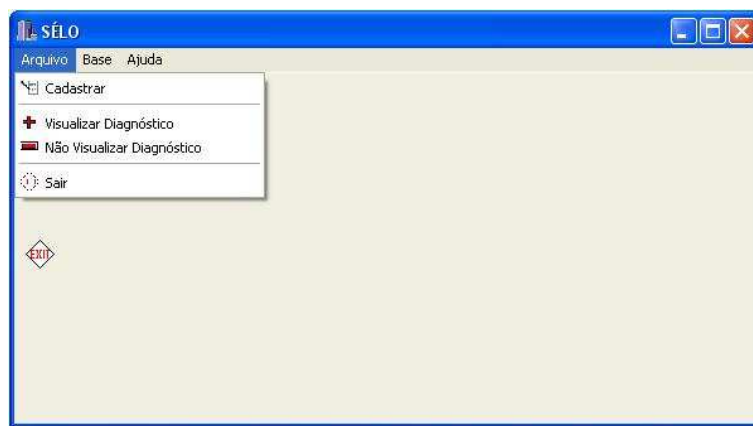 SÉLO
Arquivo Base Ajuda
Cadastrar
Visualizar Diagnóstico
Não Visualizar Diagnóstico
Sair
EXIT